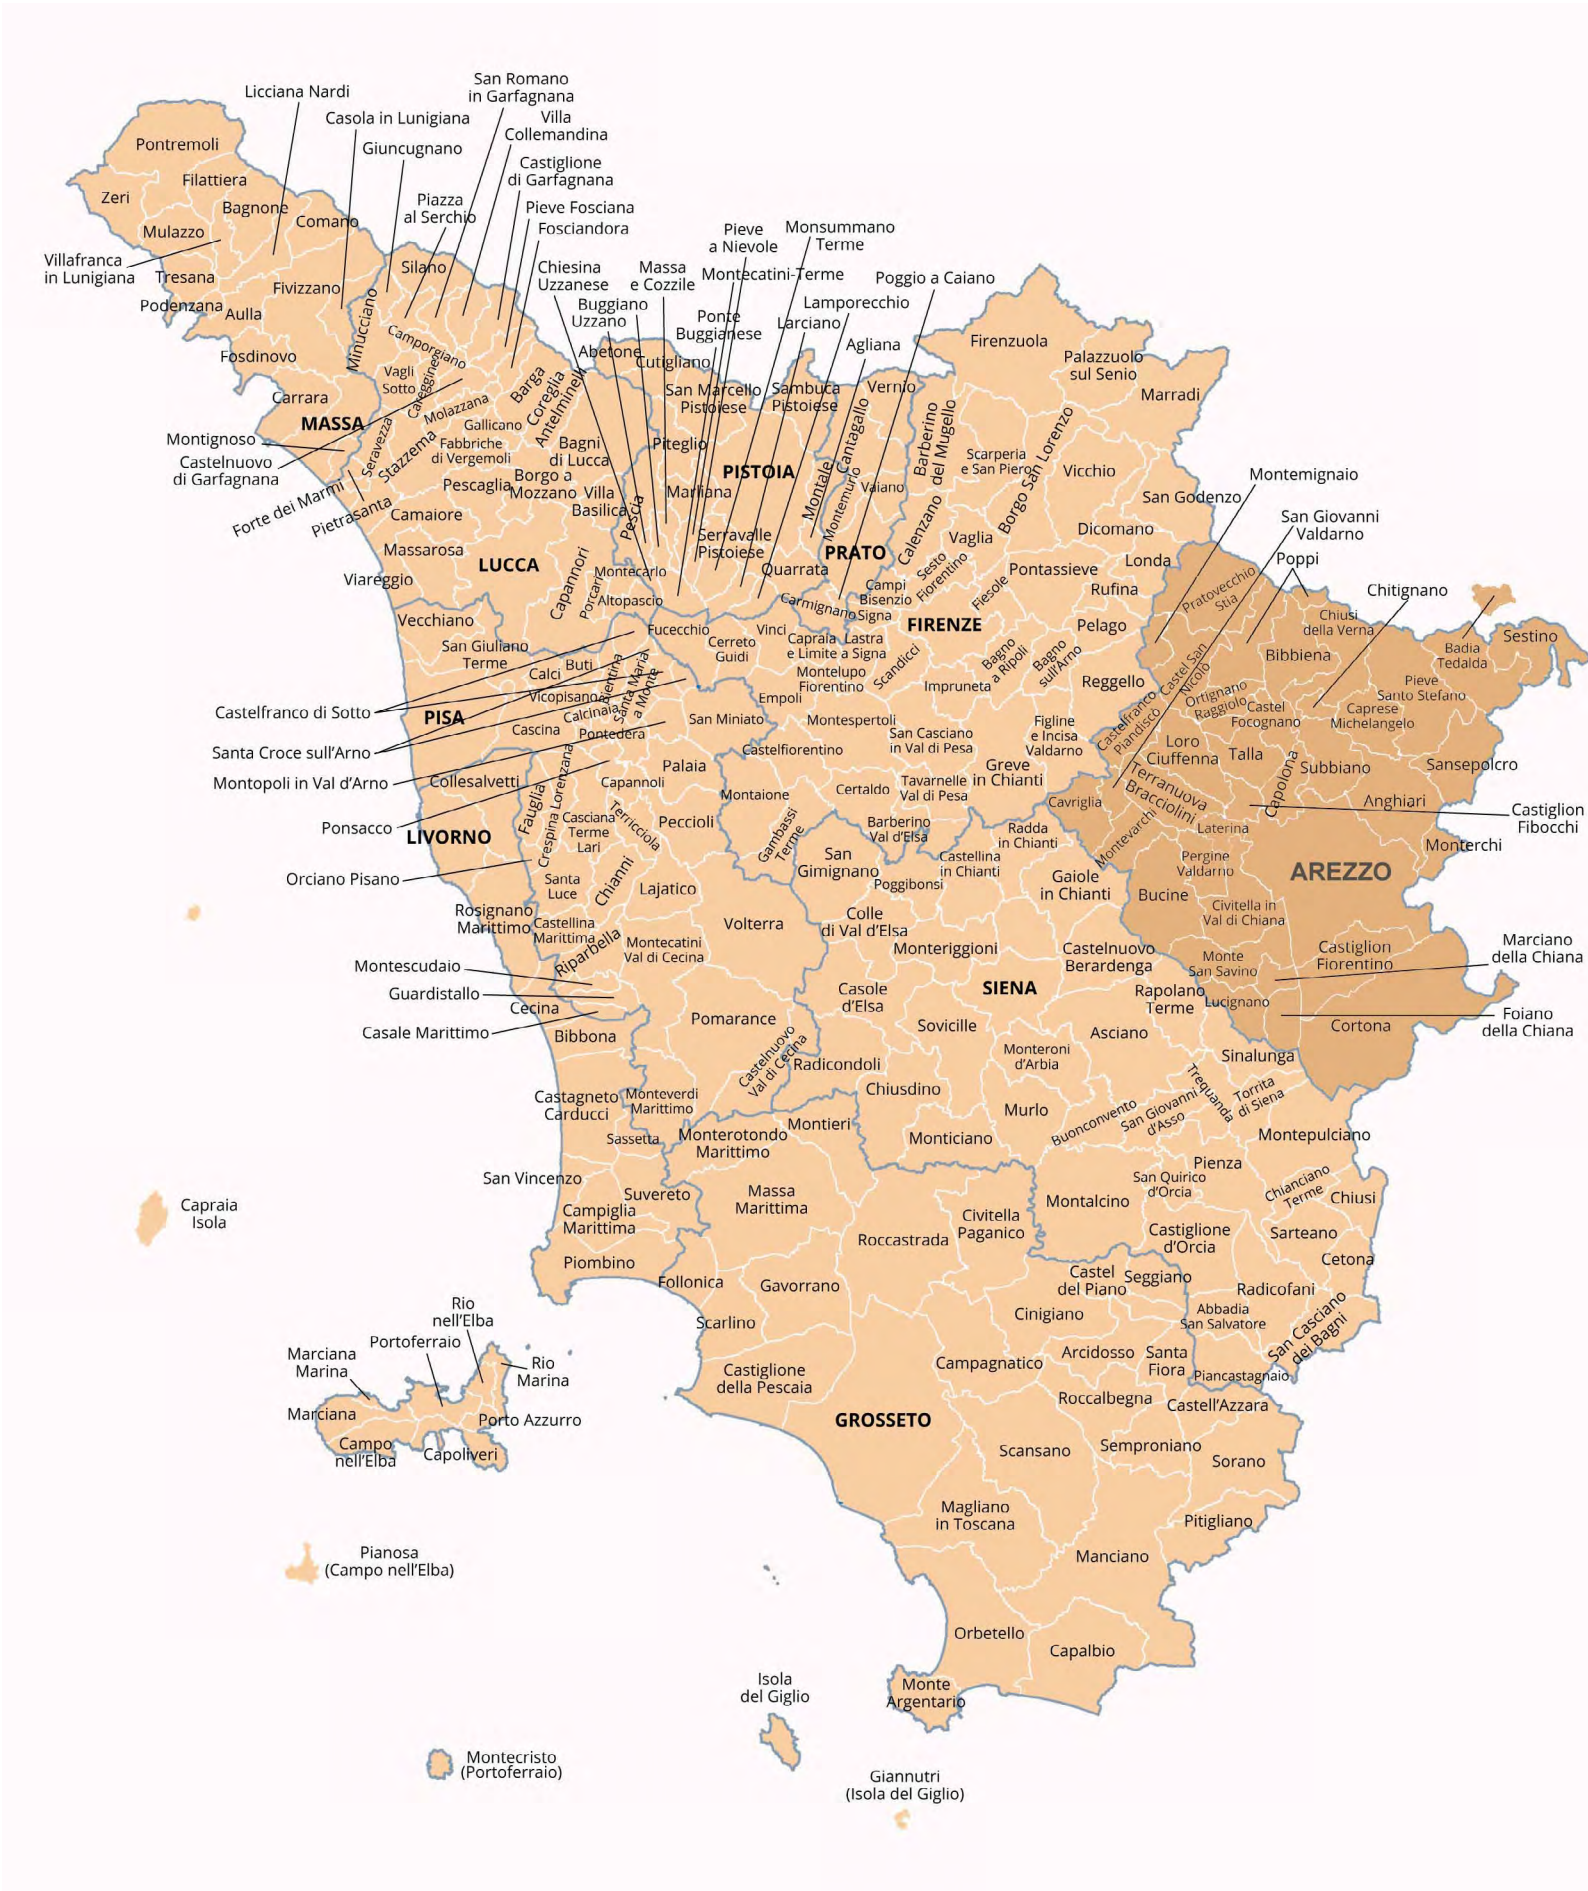 San Romano
in Garfagnana
Licciana Nardi
Casola in Lunigiana
Villa
Collemandina
Giuncugnano
Castiglione
di Garfagnana
Piazza
al Serchio
Pieve Fosciana
Fosciandora
Pontremoli
Filattiera
Zeri
Bagnone
Comano
Mulazzo
Villafranca
in Lunigiana
Tresana
Podenzana
Aulla
Fivizzano
Fosdinovo
Carrara
MASSA
Montignoso
Castelnuovo
di Garfagnana
Forte dei Marmi
Pietrasanta
Silano
Minucciano
Camporgiano
Vagli
Sotto
Careggine
Molazzana
Seravezza
Stazzema
Gallicano
Fabbriche
di Vergemoli
Barga
Coreglia
Antelminelli
Bagni
di Lucca
Pescaglia
Borgo a
Mozzano
Villa
Basilica
Camaiore
Massarosa
Viareggio
LUCCA
Capannori
Porcari
Montecarlo
Altopascio
Chiesina
Uzzanese
Buggiano
Uzzano
Massa
e Cozzile
Pieve
a Nievole
Montecatini-Terme
Ponte
Buggianese
Monsummano
Terme
Lamporecchio
Larciano
Poggio a Caiano
Agliana
Abetone
Cutigliano
San Marcello
Pistoiese
Sambuca
Pistoiese
Piteglio
PISTOIA
Marliana
Pescia
Serravalle
Pistoiese
Quarrata
Montale
Vernio
Cantagallo
Montemurlo
Vaiano
PRATO
Carmignano
Firenzuola
Palazzuolo
sul Senio
Marradi
Barberino
del Mugello
Scarperia
e San Piero
Borgo San Lorenzo
Vicchio
San Godenzo
Calenzano
Vaglia
Dicomano
Londa
Sesto
Fiorentino
Fiesole
Pontassieve
Rufina
Campi
Bisenzio
Signa
FIRENZE
Pelago
Fucecchio
Vinci
Cerreto
Guidi
Capraia
e Limite
Lastra
a Signa
Scandicci
Bagno
a Ripoli
Bagno
sull'Arno
Montelupo
Fiorentino
Impruneta
Reggello
Empoli
Montespertoli
San Casciano
in Val di Pesa
Figline
e Incisa
Valdarno
Castelfiorentino
Greve
in Chianti
Certaldo
Tavarnelle
Val di Pesa
Montaione
Gambassi
Terme
Barberino
Val d'Elsa
Montemignaio
San Giovanni
Valdarno
Poppi
Chitignano
Pratovecchio
Stia
Chiusi
della Verna
Badia
Tedalda
Sestino
Bibbiena
Castel San
Nicolò
Ortignano
Raggiolo
Castel
Focognano
Pieve
Santo Stefano
Caprese
Michelangelo
Castelfranco
Piandiscò
Loro
Ciuffenna
Talla
Subbiano
Sansepolcro
Capolona
Cavriglia
Terranuova
Bracciolini
Anghiari
Castiglion
Fibocchi
Montevarchi
Laterina
Monterchi
Pergine
Valdarno
AREZZO
Bucine
Civitella in
Val di Chiana
Monte
San Savino
Castiglion
Fiorentino
Marciano
della Chiana
Lucignano
Foiano
della Chiana
Cortona
Vecchiano
San Giuliano
Terme
Buti
Calci
Bientina
Santa Maria
a Monte
Vicopisano
Castelfranco di Sotto
PISA
Calcinaia
Cascina
Pontedera
San Miniato
Santa Croce sull'Arno
Montopoli in Val d'Arno
Ponsacco
Palaia
Capannoli
Collesalvetti
Fauglia
Crespina Lorenzana
Casciana
Terme
Lari
Terricciola
Peccioli
LIVORNO
Orciano Pisano
Santa
Luce
Chianni
Lajatico
Rosignano
Marittimo
Castellina
Marittima
Riparbella
Montecatini
Val di Cecina
Volterra
Montescudaio
Guardistallo
Cecina
Casale Marittimo
Bibbona
Pomarance
Castelnuovo
Val di Cecina
Castagneto
Carducci
Monteverdi
Marittimo
Sassetta
San Vincenzo
Suvereto
Campiglia
Marittima
Piombino
San
Gimignano
Poggibonsi
Castellina
in Chianti
Radda
in Chianti
Gaiole
in Chianti
Colle
di Val d'Elsa
Monteriggioni
Castelnuovo
Berardenga
Casole
d'Elsa
SIENA
Rapolano
Terme
Sovicille
Asciano
Monteroni
d'Arbia
Sinalunga
Radicondoli
Chiusdino
Murlo
Trequanda
Torrita
di Siena
Buonconvento
San Giovanni
d'Asso
Monticiano
Montepulciano
Pienza
San Quirico
d'Orcia
Chianciano
Terme
Chiusi
Montalcino
Castiglione
d'Orcia
Sarteano
Cetona
Radicofani
Abbadia
San Salvatore
San Casciano
dei Bagni
Piancastagnaio
Monterotondo
Marittimo
Montieri
Massa
Marittima
Roccastrada
Civitella
Paganico
Follonica
Gavorrano
Castel
del Piano
Seggiano
Cinigiano
Scarlino
Arcidosso
Santa
Fiora
Castiglione
della Pescaia
Campagnatico
Roccalbegna
Castell'Azzara
GROSSETO
Scansano
Semproniano
Sorano
Magliano
in Toscana
Pitigliano
Manciano
Orbetello
Capalbio
Monte
Argentario
Capraia
Isola
Rio
nell'Elba
Portoferraio
Marciana
Marina
Rio
Marina
Marciana
Porto Azzurro
Campo
nell'Elba
Capoliveri
Pianosa
(Campo nell'Elba)
Montecristo
(Portoferraio)
Isola
del Giglio
Giannutri
(Isola del Giglio)